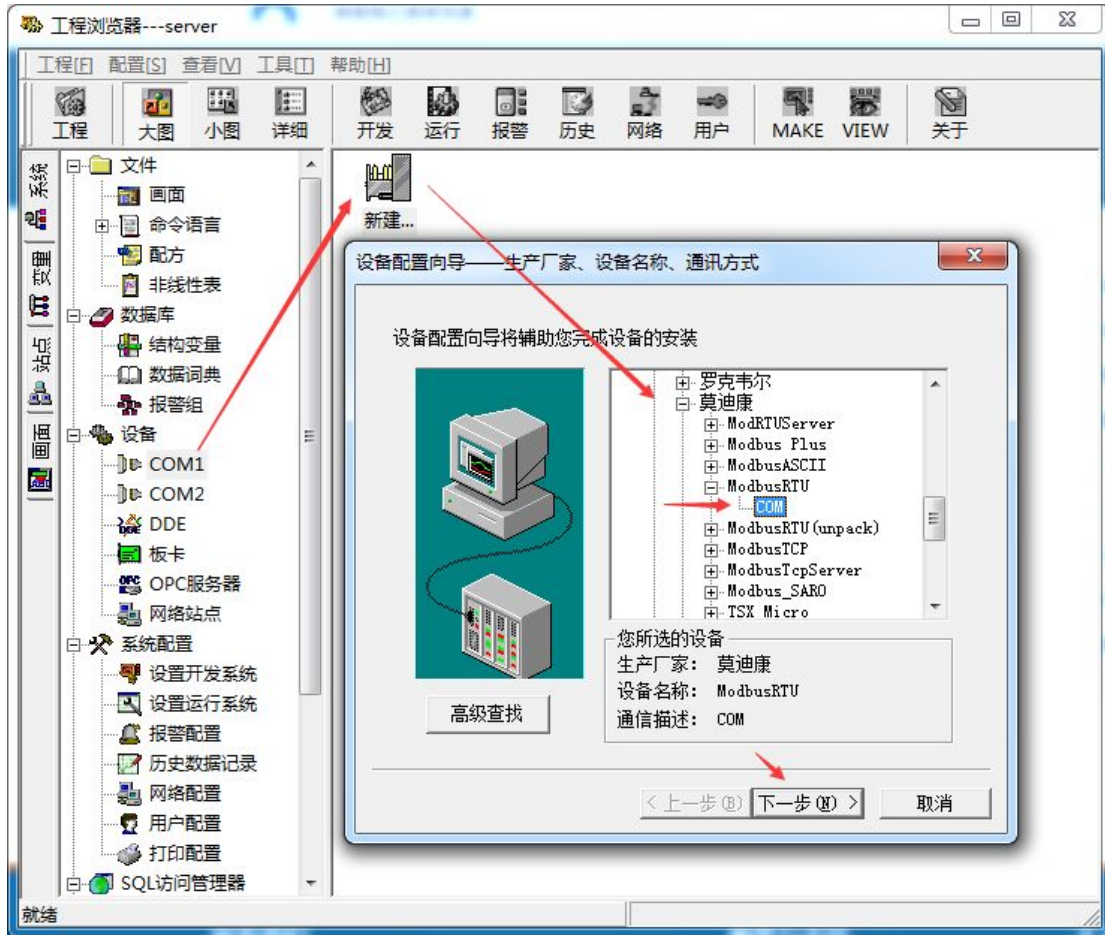 工程浏览器---server
工程[F] 配置[S] 查看[V] 工具[T] 帮助[H]
工程 大图 小图 详细 开发 运行 报警 历史 网络 用户 MAKE VIEW 关于
系统
变量
站点
画面
文件
画面
命令语言
配方
非线性表
数据库
结构变量
数据词典
报警组
设备
COM1
COM2
DDE
板卡
OPC服务器
网络站点
系统配置
设置开发系统
设置运行系统
报警配置
历史数据记录
网络配置
用户配置
打印配置
SQL访问管理器
新建...
设备配置向导——生产厂家、设备名称、通讯方式
设备配置向导将辅助您完成设备的安装
罗克韦尔
莫迪康
ModRTUServer
Modbus Plus
ModbusASCII
ModbusRTU
COM
ModbusRTU(unpack)
ModbusTCP
ModbusTcpServer
Modbus_SARO
TSX Micro
您所选的设备
生产厂家： 莫迪康
设备名称： ModbusRTU
通信描述： COM
高级查找
<上一步(B) 下一步(N) > 取消
就绪